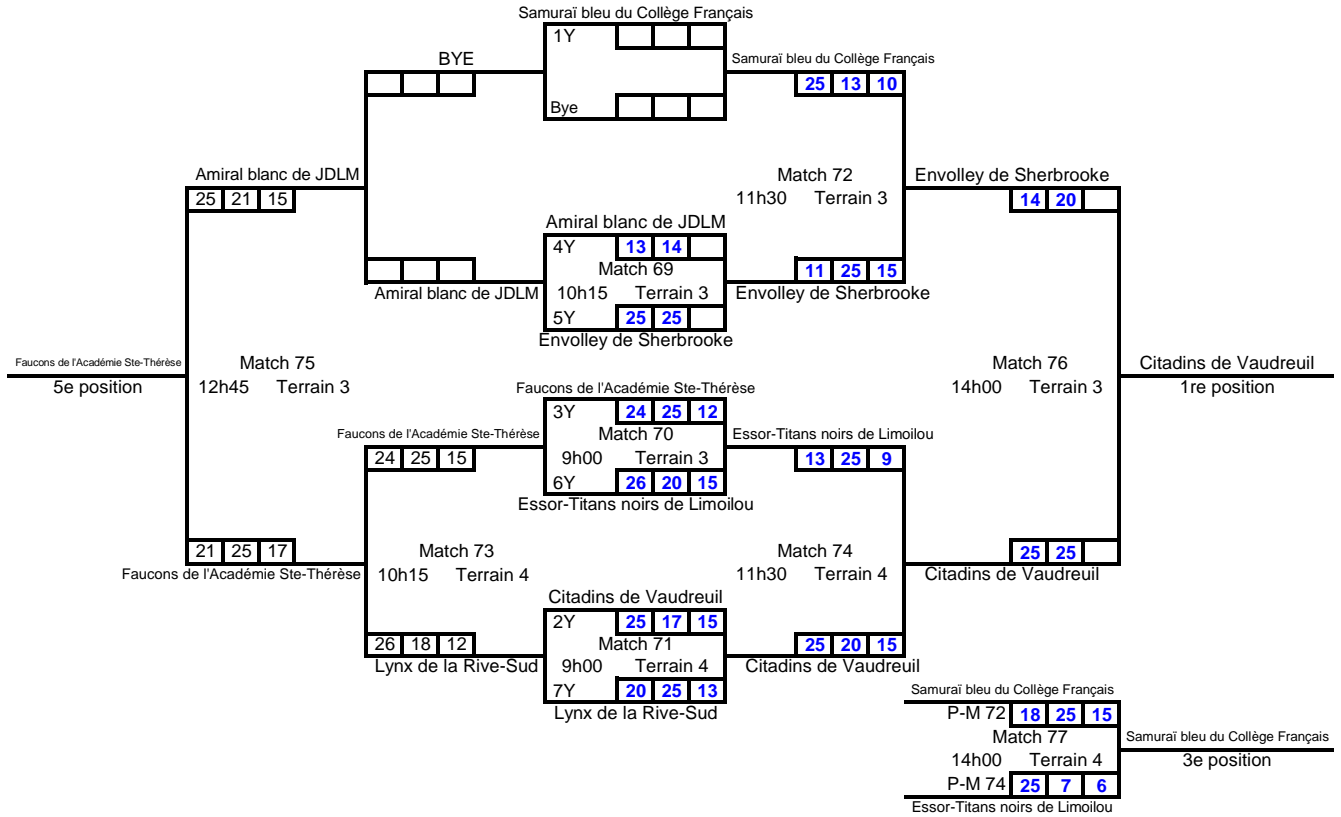 Samuraï bleu du Collège Français
1Y
BYE
Samuraï bleu du Collège Français
25 13 10
Bye
Amiral blanc de JDLM
Match 72
Envolley de Sherbrooke
25 21 15
11h30 Terrain 3
14 20
Amiral blanc de JDLM
4Y 13 14
Match 69
11 25 15
Amiral blanc de JDLM
10h15 Terrain 3
Envolley de Sherbrooke
5Y 25 25
Envolley de Sherbrooke
Faucons de l'Académie Ste-Thérèse
Match 75
Match 76
Citadins de Vaudreuil
5e position
12h45 Terrain 3
14h00 Terrain 3
1re position
Faucons de l'Académie Ste-Thérèse
3Y 24 25 12
Faucons de l'Académie Ste-Thérèse
Match 70
Essor-Titans noirs de Limoilou
24 25 15
9h00 Terrain 3
13 25 9
6Y 26 20 15
Essor-Titans noirs de Limoilou
21 25 17
Match 73
Match 74
25 25
Faucons de l'Académie Ste-Thérèse
10h15 Terrain 4
11h30 Terrain 4
Citadins de Vaudreuil
Citadins de Vaudreuil
2Y 25 17 15
26 18 12
Match 71
25 20 15
Lynx de la Rive-Sud
9h00 Terrain 4
Citadins de Vaudreuil
7Y 20 25 13
Lynx de la Rive-Sud
Samuraï bleu du Collège Français
P-M 72 18 25 15
Match 77
Samuraï bleu du Collège Français
14h00 Terrain 4
3e position
P-M 74 25 7 6
Essor-Titans noirs de Limoilou